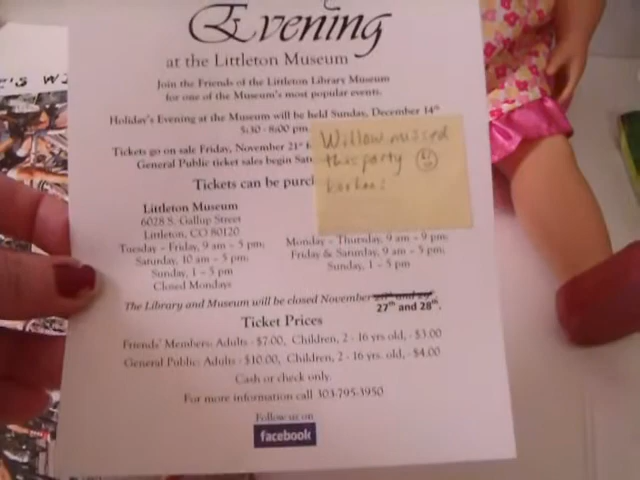 Evening
at the Littleton Museum
Join the Friends of the Littleton Library Museum
for one of the Museum's most popular events.
Holiday's Evening at the Museum will be held Sunday, December 14th
5:30 - 8:00 pm
Tickets go on sale Friday, November 21st
General Public ticket sales begin
Tickets can be
Willow missed
this party
Littleton Museum
6028 S. Gallup Street
Littleton, CO 80120
Tuesday - Friday, 9 am - 5 pm;
Saturday, 10 am - 5 pm;
Sunday, 1 - 5 pm
Closed Mondays
Monday - Thursday, 9 am - 9 pm;
Friday & Saturday, 9 am - 5 pm;
Sunday, 1 - 5 pm
The Library and Museum will be closed November
27th and 28th.
Ticket Prices
Friends' Members: Adults - $7.00, Children, 2 - 16 yrs old, - $3.00
General Public: Adults - $10.00, Children, 2 - 16 yrs. old, - $4.00
Cash or check only.
For more information call 303-795-3950
Follow us on
facebook